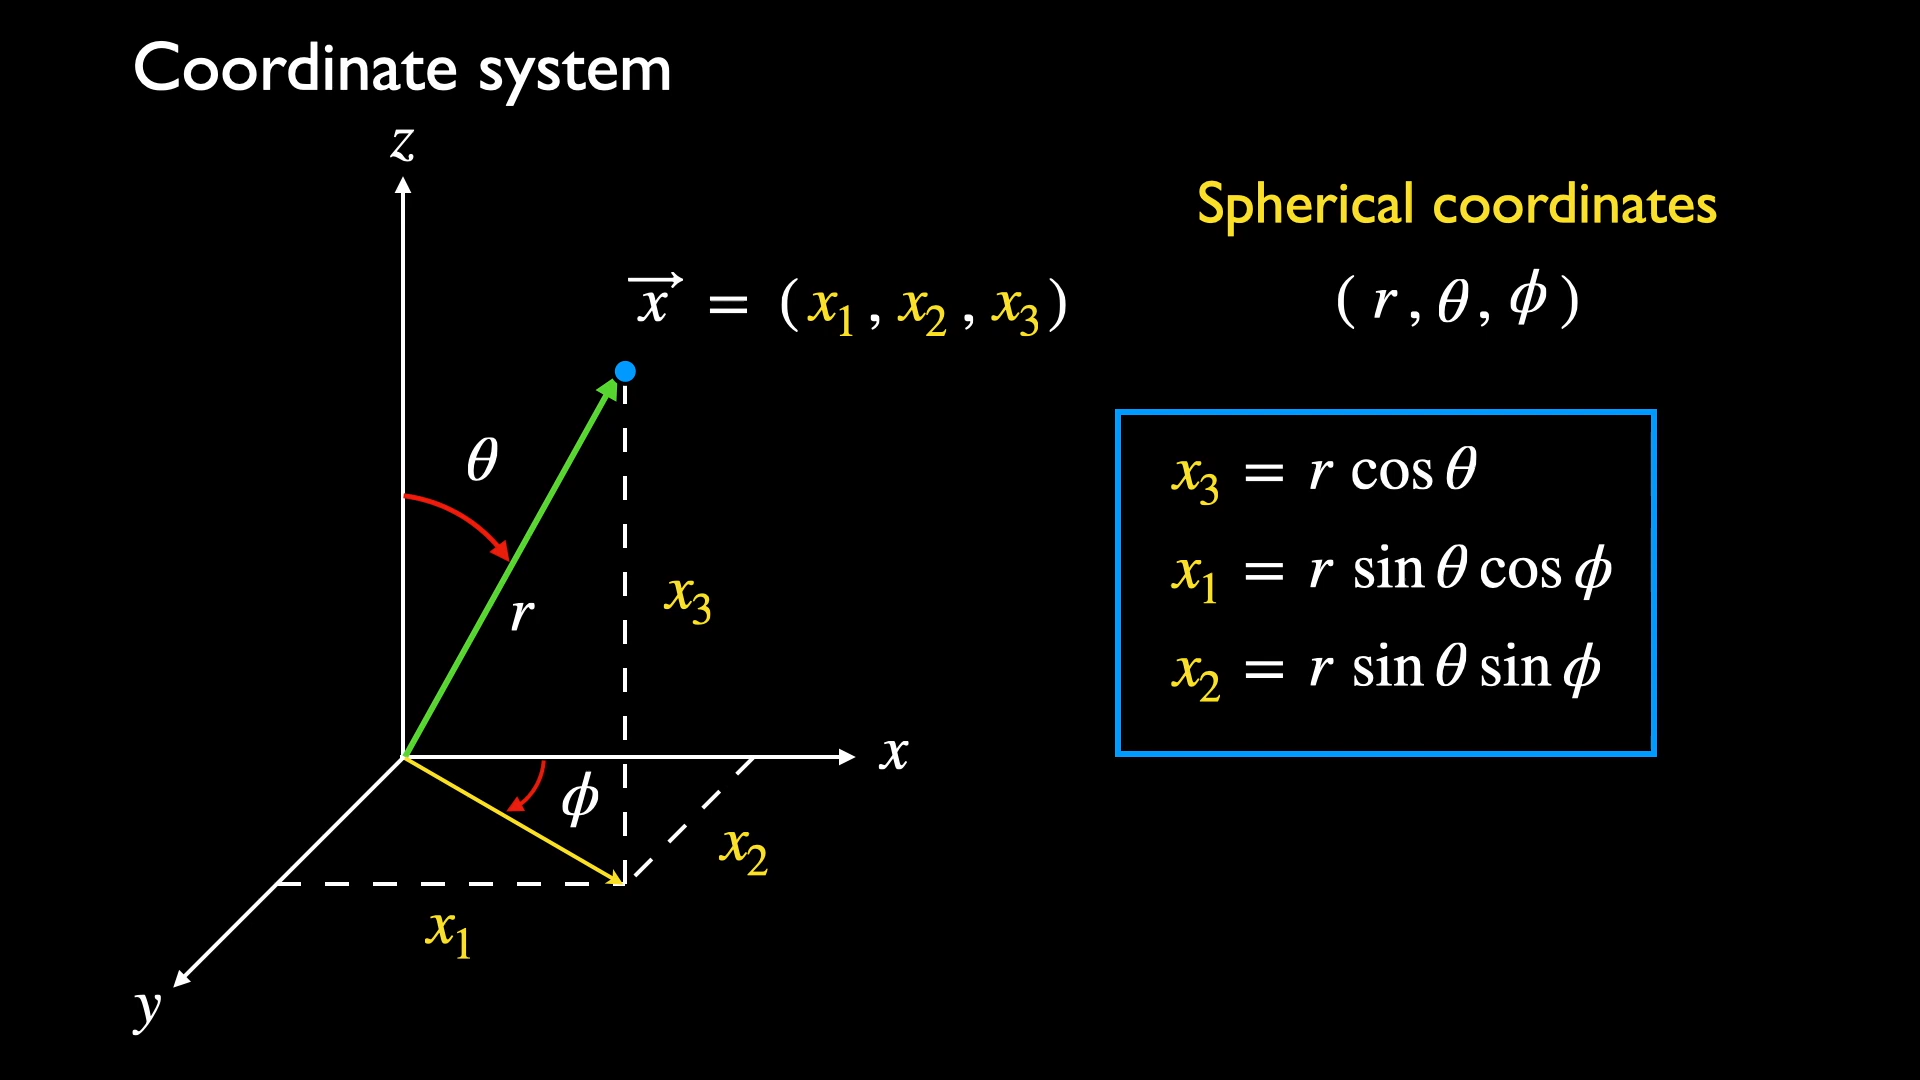 Coordinate system
z
Spherical coordinates
x⃗ = (x₁, x₂, x₃)
(r, θ, ϕ)
θ
x₃ = r cos θ
x₁ = r sin θ cos ϕ
x₂ = r sin θ sin ϕ
r
x₃
x
ϕ
x₂
x₁
y